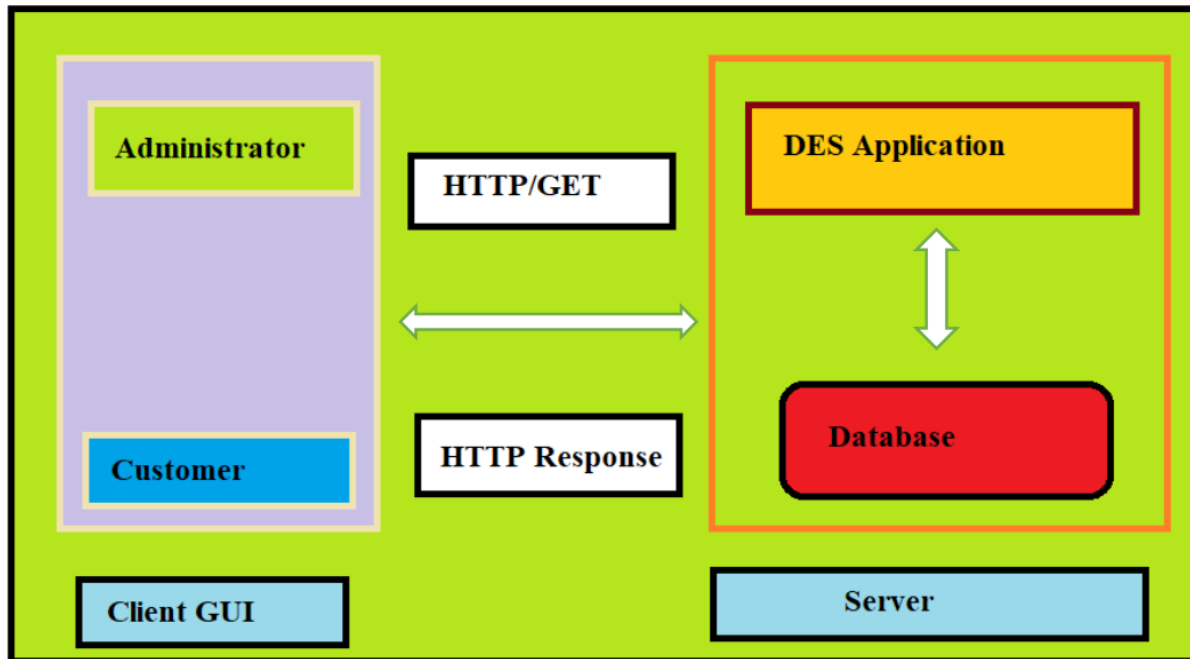 Administrator
DES Application
HTTP/GET
Database
HTTP Response
Customer
Client GUI
Server